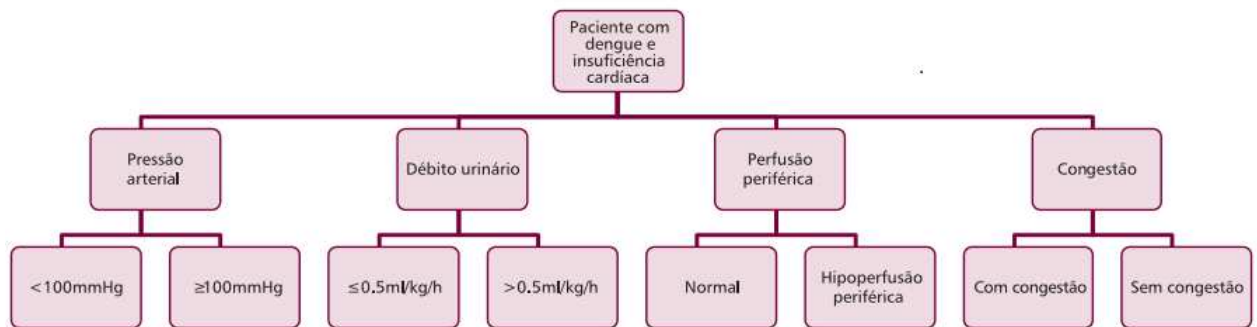 Paciente com
dengue e
insuficiência
cardíaca
Pressão
arterial
Débito urinário
Perfusão
periférica
Congestão
<100mmHg
≥100mmHg
≤0.5ml/kg/h
>0.5ml/kg/h
Normal
Hipoperfusão
periférica
Com congestão
Sem congestão